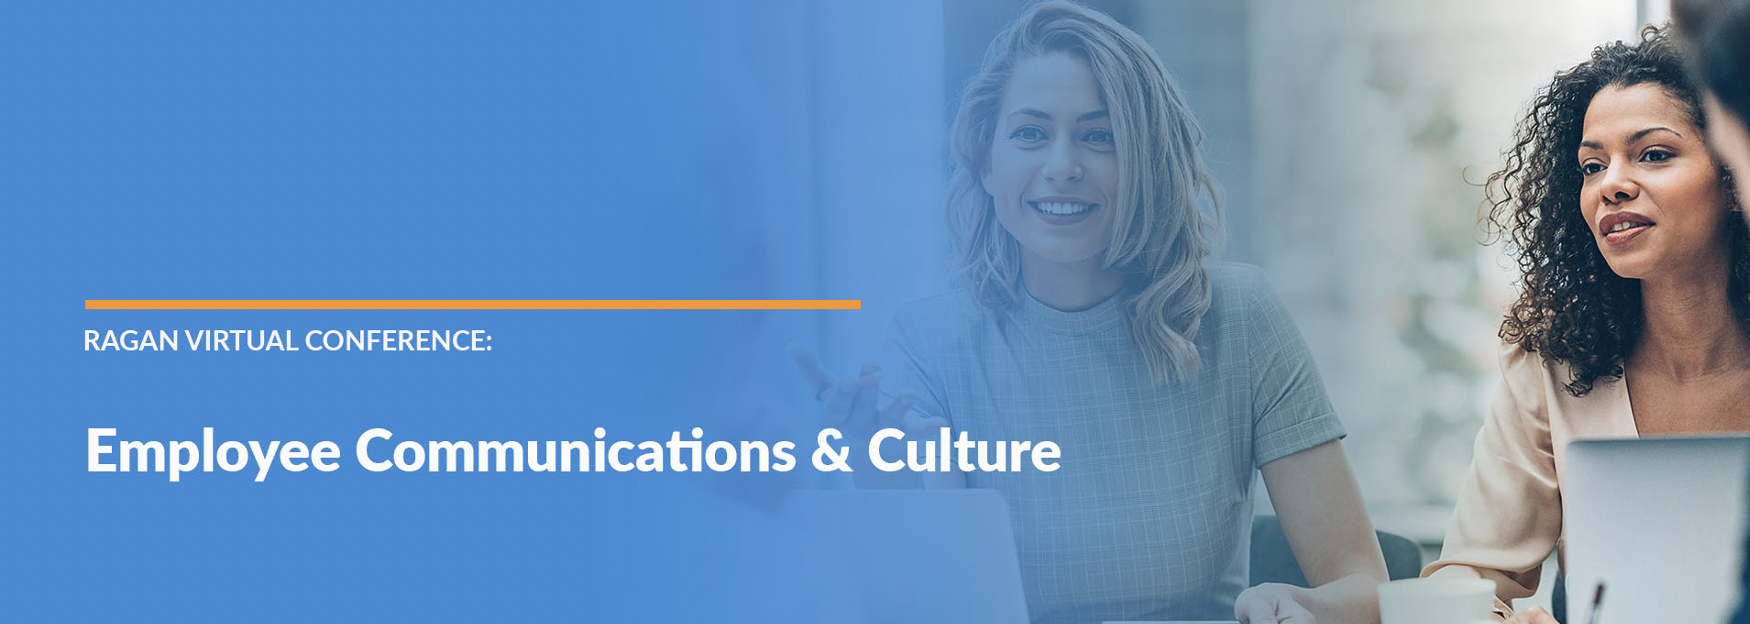 RAGAN VIRTUAL CONFERENCE:
Employee Communications & Culture